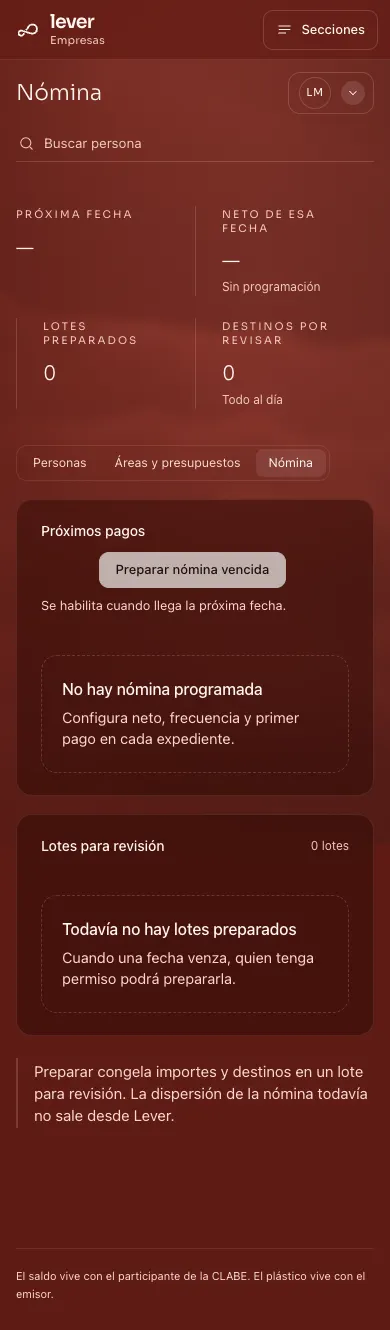 lever
Empresas
Secciones
Nómina
LM
Buscar persona
PRÓXIMA FECHA
—
NETO DE ESA
FECHA
—
Sin programación
LOTES
PREPARADOS
0
DESTINOS POR
REVISAR
0
Todo al día
Personas
Áreas y presupuestos
Nómina
Próximos pagos
Preparar nómina vencida
Se habilita cuando llega la próxima fecha.
No hay nómina programada
Configura neto, frecuencia y primer
pago en cada expediente.
Lotes para revisión
0 lotes
Todavía no hay lotes preparados
Cuando una fecha venza, quien tenga
permiso podrá prepararla.
Preparar congela importes y destinos en un lote
para revisión. La dispersión de la nómina todavía
no sale desde Lever.
El saldo vive con el participante de la CLABE. El plástico vive con el
emisor.